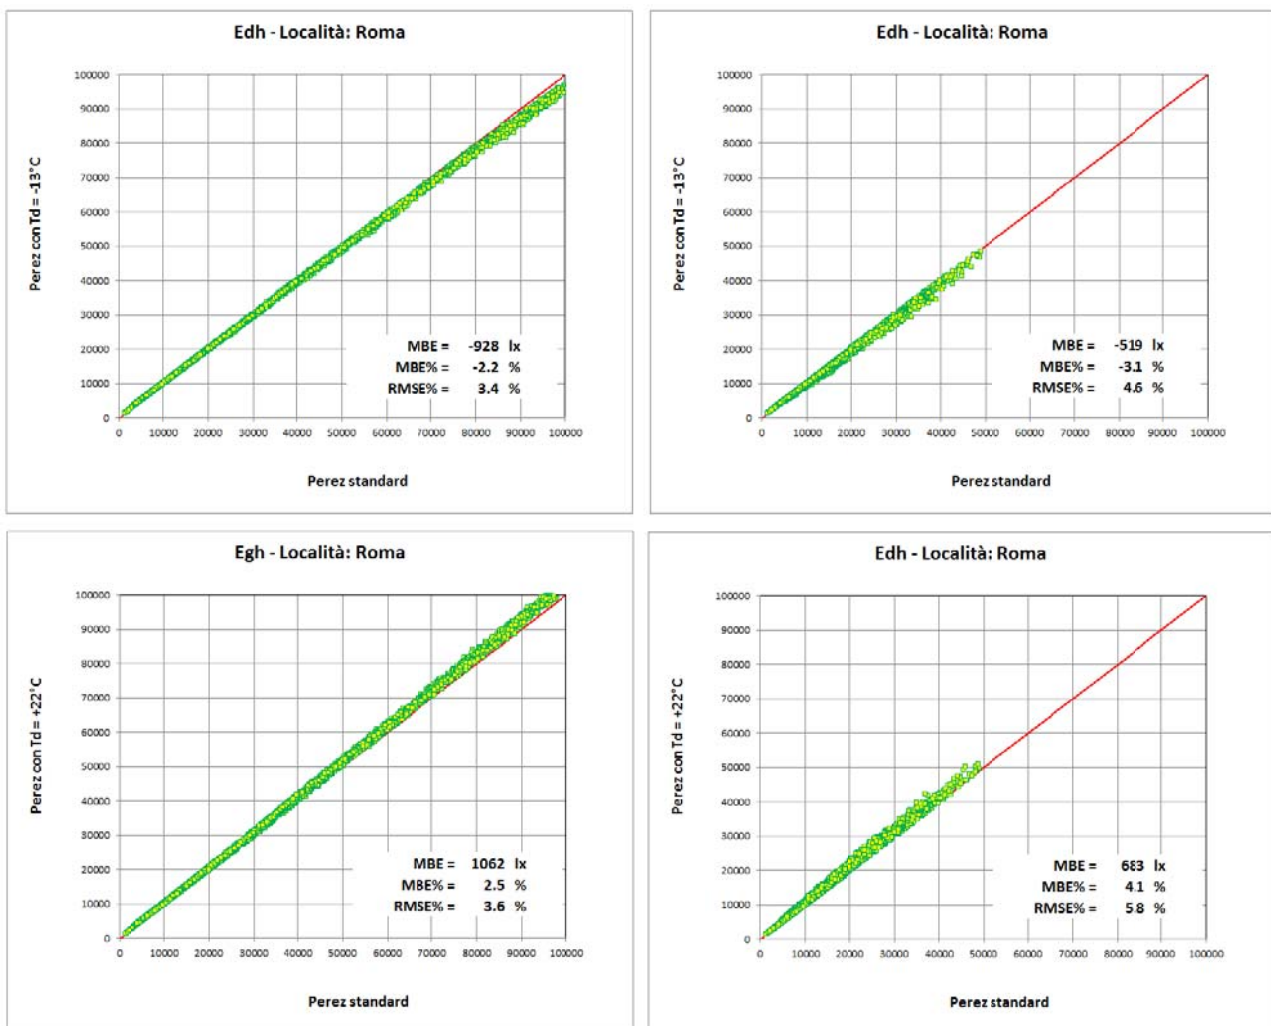 Edh - Località: Roma
100000
90000
80000
70000
60000
50000
40000
30000
20000
10000
0
Perez con Td = -13°C
MBE = -928 lx
MBE% = -2.2 %
RMSE% = 3.4 %
0 10000 20000 30000 40000 50000 60000 70000 80000 90000 100000
Perez standard
Edh - Località: Roma
100000
90000
80000
70000
60000
50000
40000
30000
20000
10000
0
Perez con Td = -13°C
MBE = -519 lx
MBE% = -3.1 %
RMSE% = 4.6 %
0 10000 20000 30000 40000 50000 60000 70000 80000 90000 100000
Perez standard
Egh - Località: Roma
100000
90000
80000
70000
60000
50000
40000
30000
20000
10000
0
Perez con Td = +22°C
MBE = 1062 lx
MBE% = 2.5 %
RMSE% = 3.6 %
0 10000 20000 30000 40000 50000 60000 70000 80000 90000 100000
Perez standard
Edh - Località: Roma
100000
90000
80000
70000
60000
50000
40000
30000
20000
10000
0
Perez con Td = +22°C
MBE = 683 lx
MBE% = 4.1 %
RMSE% = 5.8 %
0 10000 20000 30000 40000 50000 60000 70000 80000 90000 100000
Perez standard